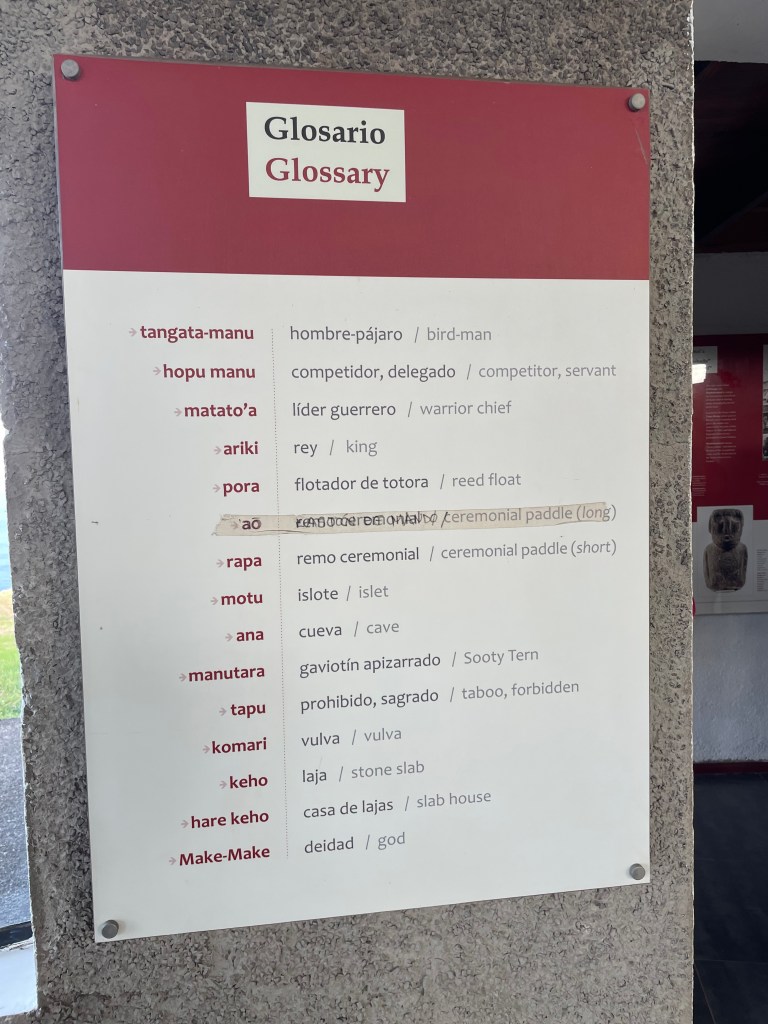 Glosario
Glossary
tangata-manu hombre-pájaro / bird-man
hopu manu competidor, delegado / competitor, servant
matato'a líder guerrero / warrior chief
ariki rey / king
pora flotador de totora / reed float
'ao ceremonial paddle (long)
rapa remo ceremonial / ceremonial paddle (short)
motu islote / islet
ana cueva / cave
manutara gaviotín apizarrado / Sooty Tern
tapu prohibido, sagrado / taboo, forbidden
komari vulva / vulva
keho laja / stone slab
hare keho casa de lajas / slab house
Make-Make deidad / god